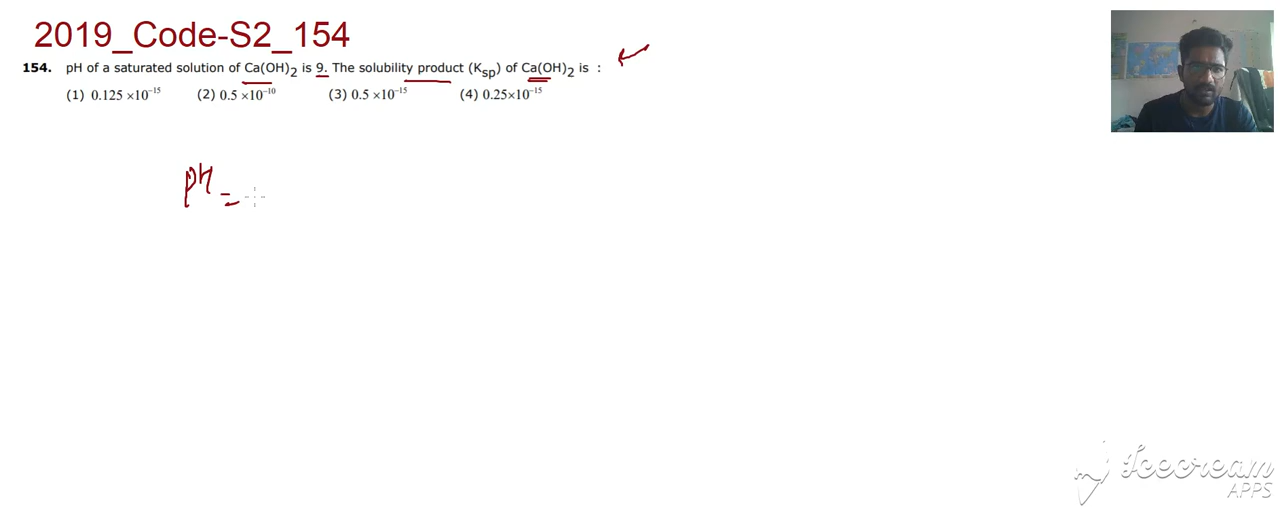 2019_Code-S2_154
154. pH of a saturated solution of Ca(OH)₂ is 9. The solubility product (Ksp) of Ca(OH)₂ is :
(1) 0.125 ×10⁻¹⁵ (2) 0.5 ×10⁻¹⁰ (3) 0.5 ×10⁻¹⁵ (4) 0.25×10⁻¹⁵
pH =
Icecream
APPS